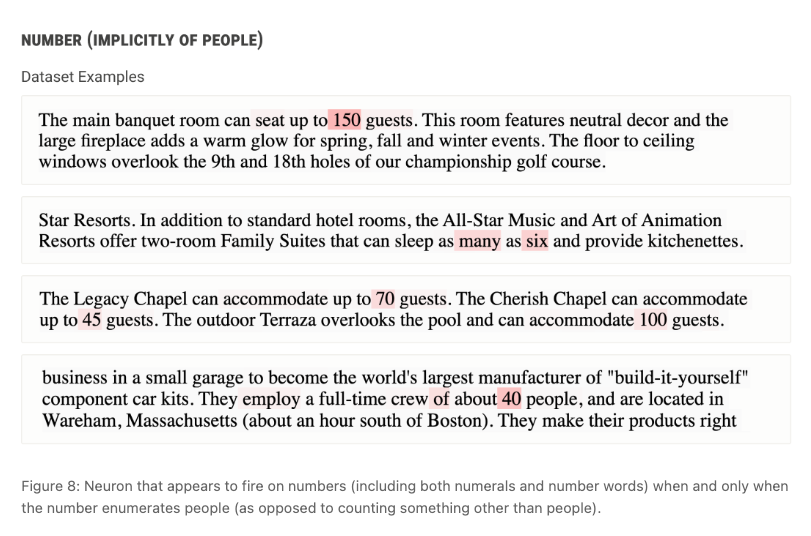 NUMBER (IMPLICITLY OF PEOPLE)
Dataset Examples
The main banquet room can seat up to 150 guests. This room features neutral decor and the
large fireplace adds a warm glow for spring, fall and winter events. The floor to ceiling
windows overlook the 9th and 18th holes of our championship golf course.
Star Resorts. In addition to standard hotel rooms, the All-Star Music and Art of Animation
Resorts offer two-room Family Suites that can sleep as many as six and provide kitchenettes.
The Legacy Chapel can accommodate up to 70 guests. The Cherish Chapel can accommodate
up to 45 guests. The outdoor Terraza overlooks the pool and can accommodate 100 guests.
business in a small garage to become the world's largest manufacturer of "build-it-yourself"
component car kits. They employ a full-time crew of about 40 people, and are located in
Wareham, Massachusetts (about an hour south of Boston). They make their products right
Figure 8: Neuron that appears to fire on numbers (including both numerals and number words) when and only when
the number enumerates people (as opposed to counting something other than people).